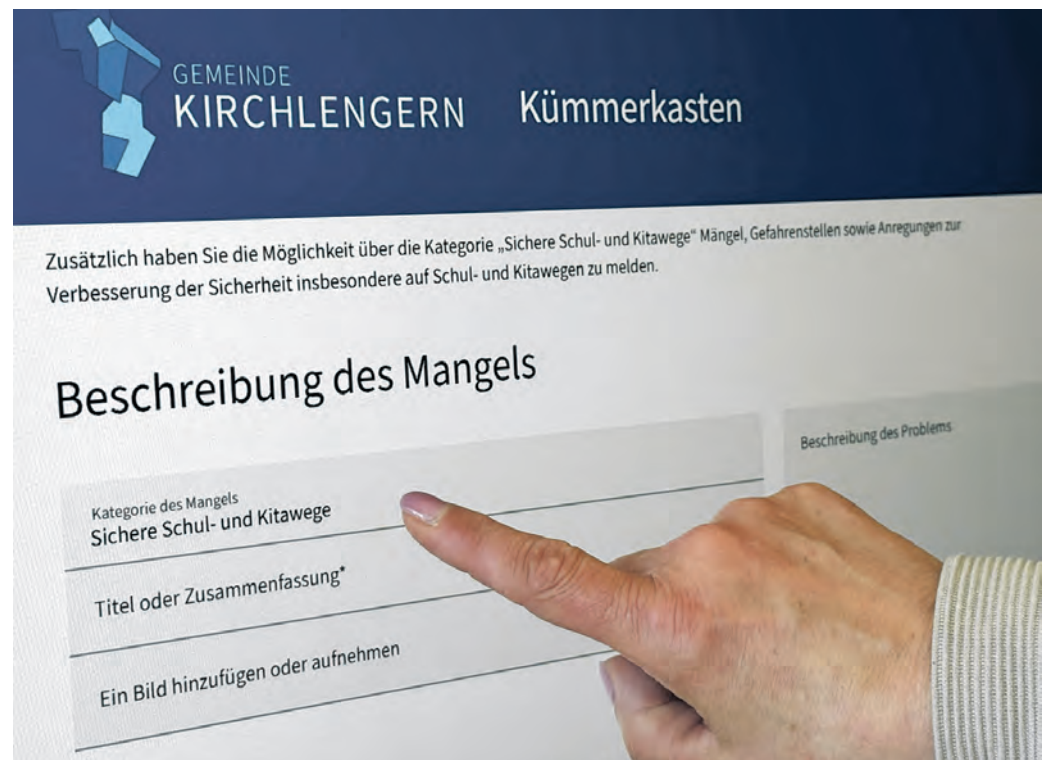 GEMEINDE
KIRCHLENGERN
Kümmerkasten
Zusätzlich haben Sie die Möglichkeit über die Kategorie „Sichere Schul- und Kitawege“ Mängel, Gefahrenstellen sowie Anregungen zur
Verbesserung der Sicherheit insbesondere auf Schul- und Kitawegen zu melden.
Beschreibung des Mangels
Kategorie des Mangels
Sichere Schul- und Kitawege
Titel oder Zusammenfassung*
Ein Bild hinzufügen oder aufnehmen
Beschreibung des Problems